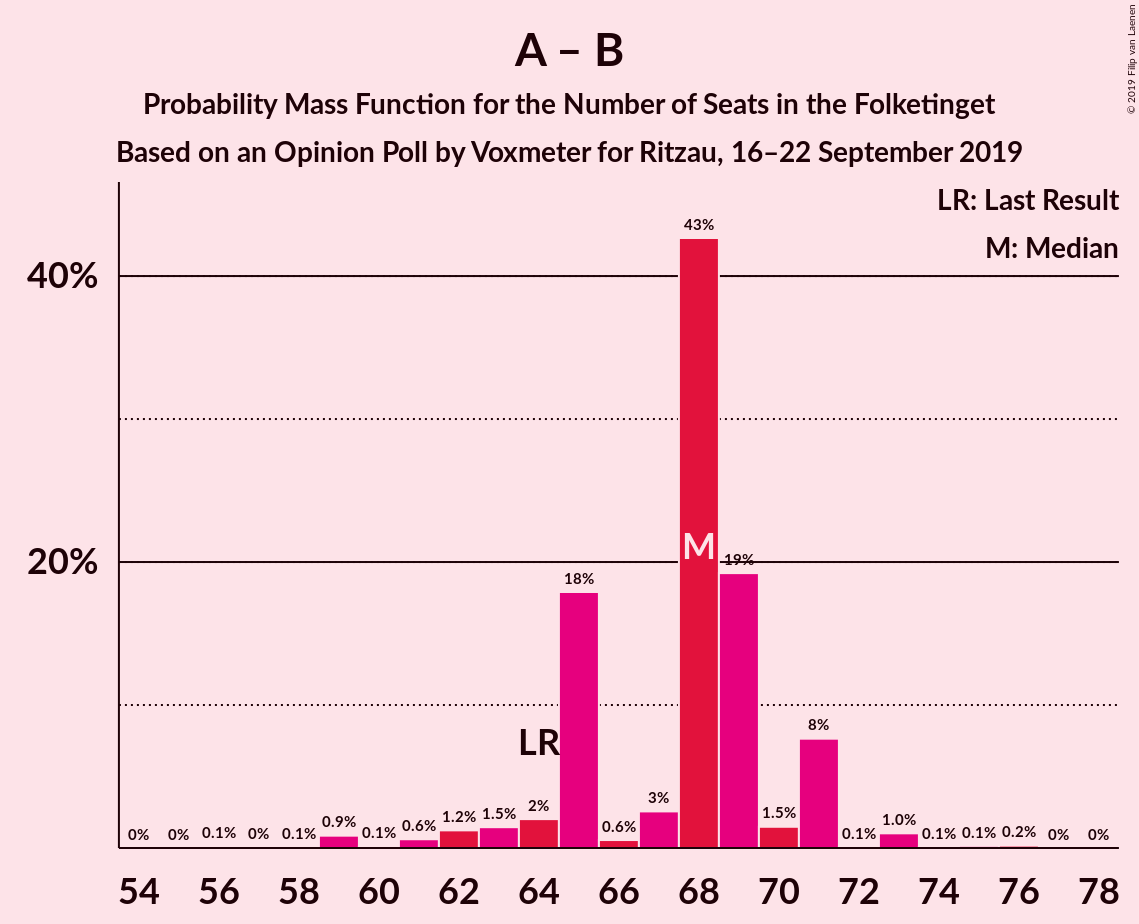 A – B
Probability Mass Function for the Number of Seats in the Folketinget
Based on an Opinion Poll by Voxmeter for Ritzau, 16–22 September 2019
© 2019 Filip van Laenen
LR: Last Result
M: Median
43%
40%
M
19%
20%
18%
LR
8%
3%
2%
1.5%
1.5%
1.2%
1.0%
0.9%
0.6%
0.6%
0% 0% 0.1% 0% 0.1% 0.1% 0.1% 0.1% 0.1% 0.2% 0% 0%
54 56 58 60 62 64 66 68 70 72 74 76 78